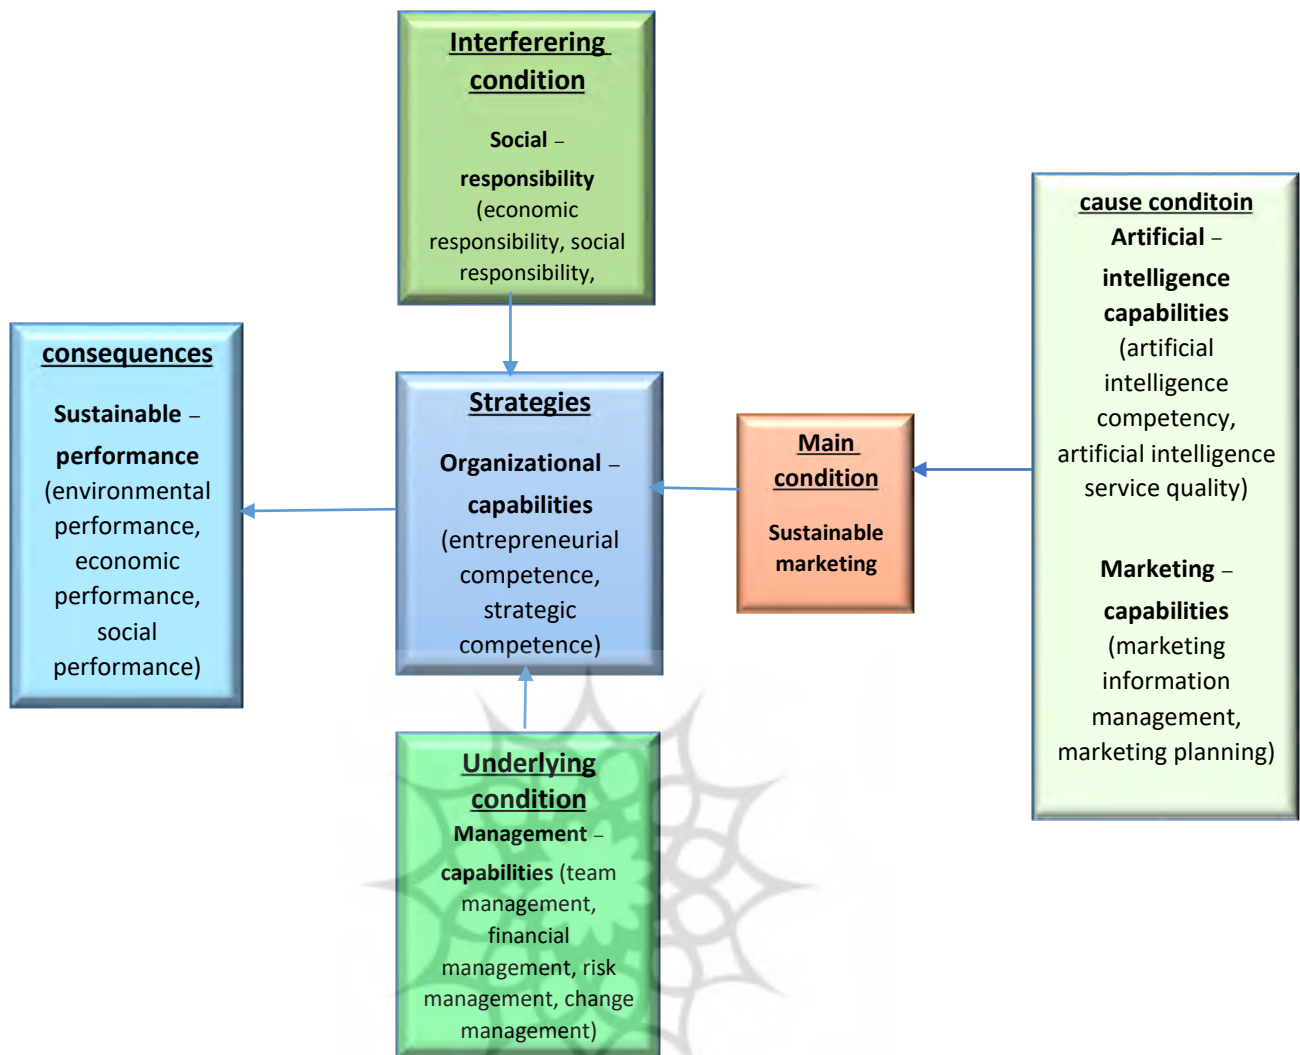 Interfering
condition
Social –
responsibility
(economic
responsibility, social
responsibility,
cause conditoin
Artificial –
intelligence
capabilities
(artificial
intelligence
competency,
artificial intelligence
service quality)
Marketing –
capabilities
(marketing
information
management,
marketing planning)
consequences
Sustainable –
performance
(environmental
performance,
economic
performance,
social
performance)
Strategies
Organizational –
capabilities
(entrepreneurial
competence,
strategic
competence)
Main
condition
Sustainable
marketing
Underlying
condition
Management –
capabilities (team
management,
financial
management, risk
management, change
management)